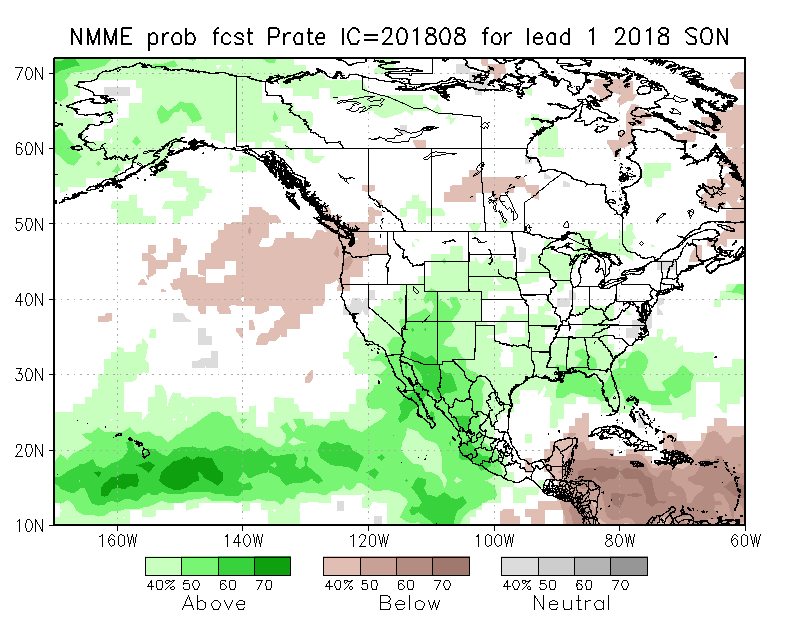 NMME prob fcst Prate IC=201808 for lead 1 2018 SON
70N
60N
50N
40N
30N
20N
10N
160W 140W 120W 100W 80W 60W
40% 50 60 70 40% 50 60 70 40% 50 60 70
Above Below Neutral